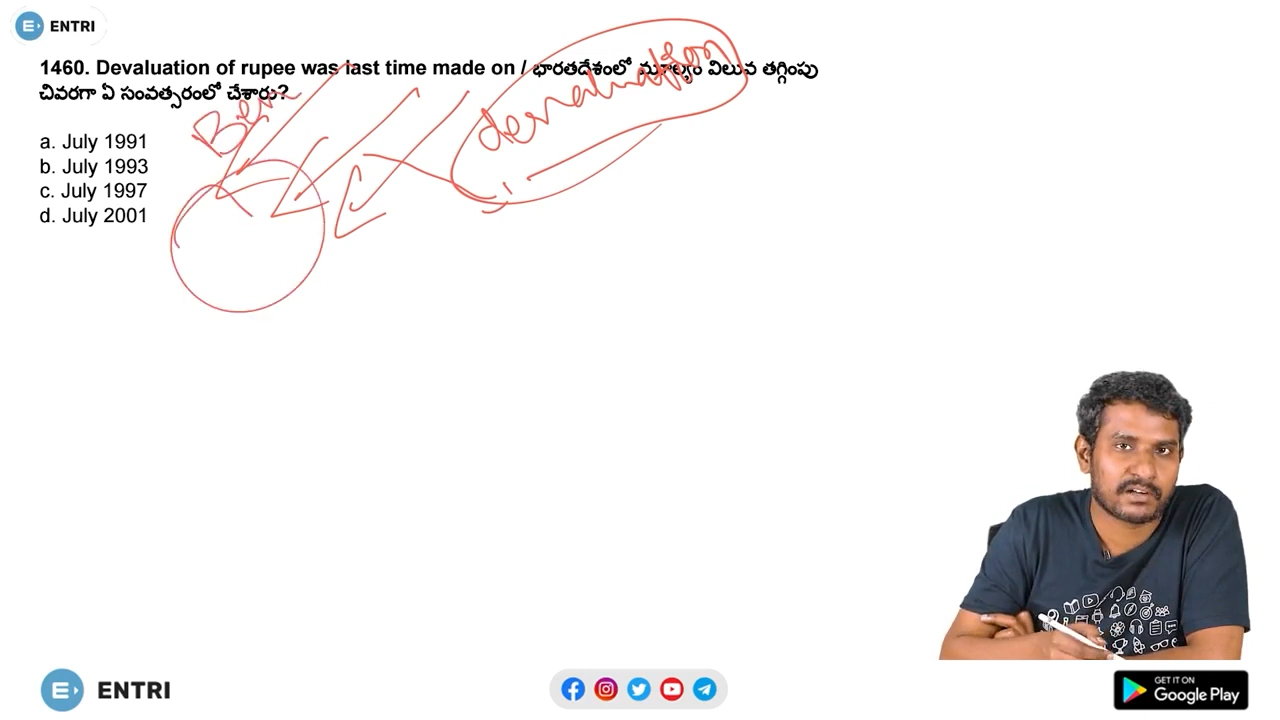 ENTRI
1460. Devaluation of rupee was last time made on / భారతదేశంలో మూల్యం విలువ తగ్గింపు
చివరగా ఏ సంవత్సరంలో చేశారు?
a. July 1991
b. July 1993
c. July 1997
d. July 2001
devaluation
ENTRI
GET IT ON
Google Play